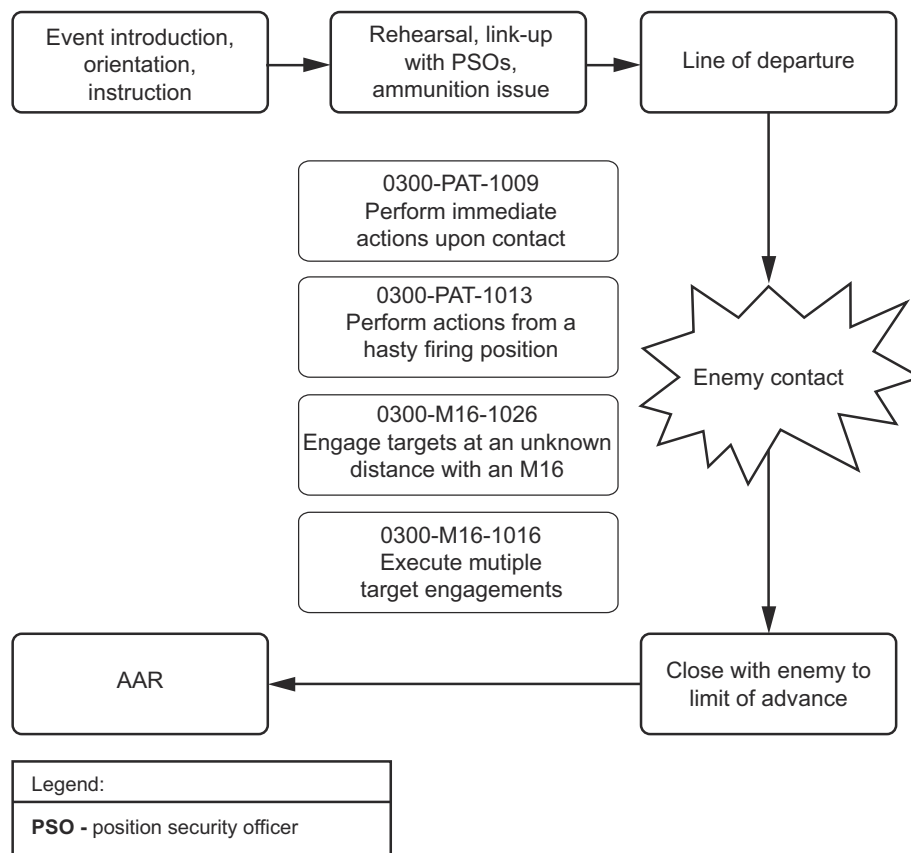 Event introduction,
orientation,
instruction
Rehearsal, link-up
with PSOs,
ammunition issue
Line of departure
0300-PAT-1009
Perform immediate
actions upon contact
0300-PAT-1013
Perform actions from a
hasty firing position
0300-M16-1026
Engage targets at an unknown
distance with an M16
0300-M16-1016
Execute mutiple
target engagements
Enemy contact
Close with enemy to
limit of advance
AAR
Legend:
PSO - position security officer